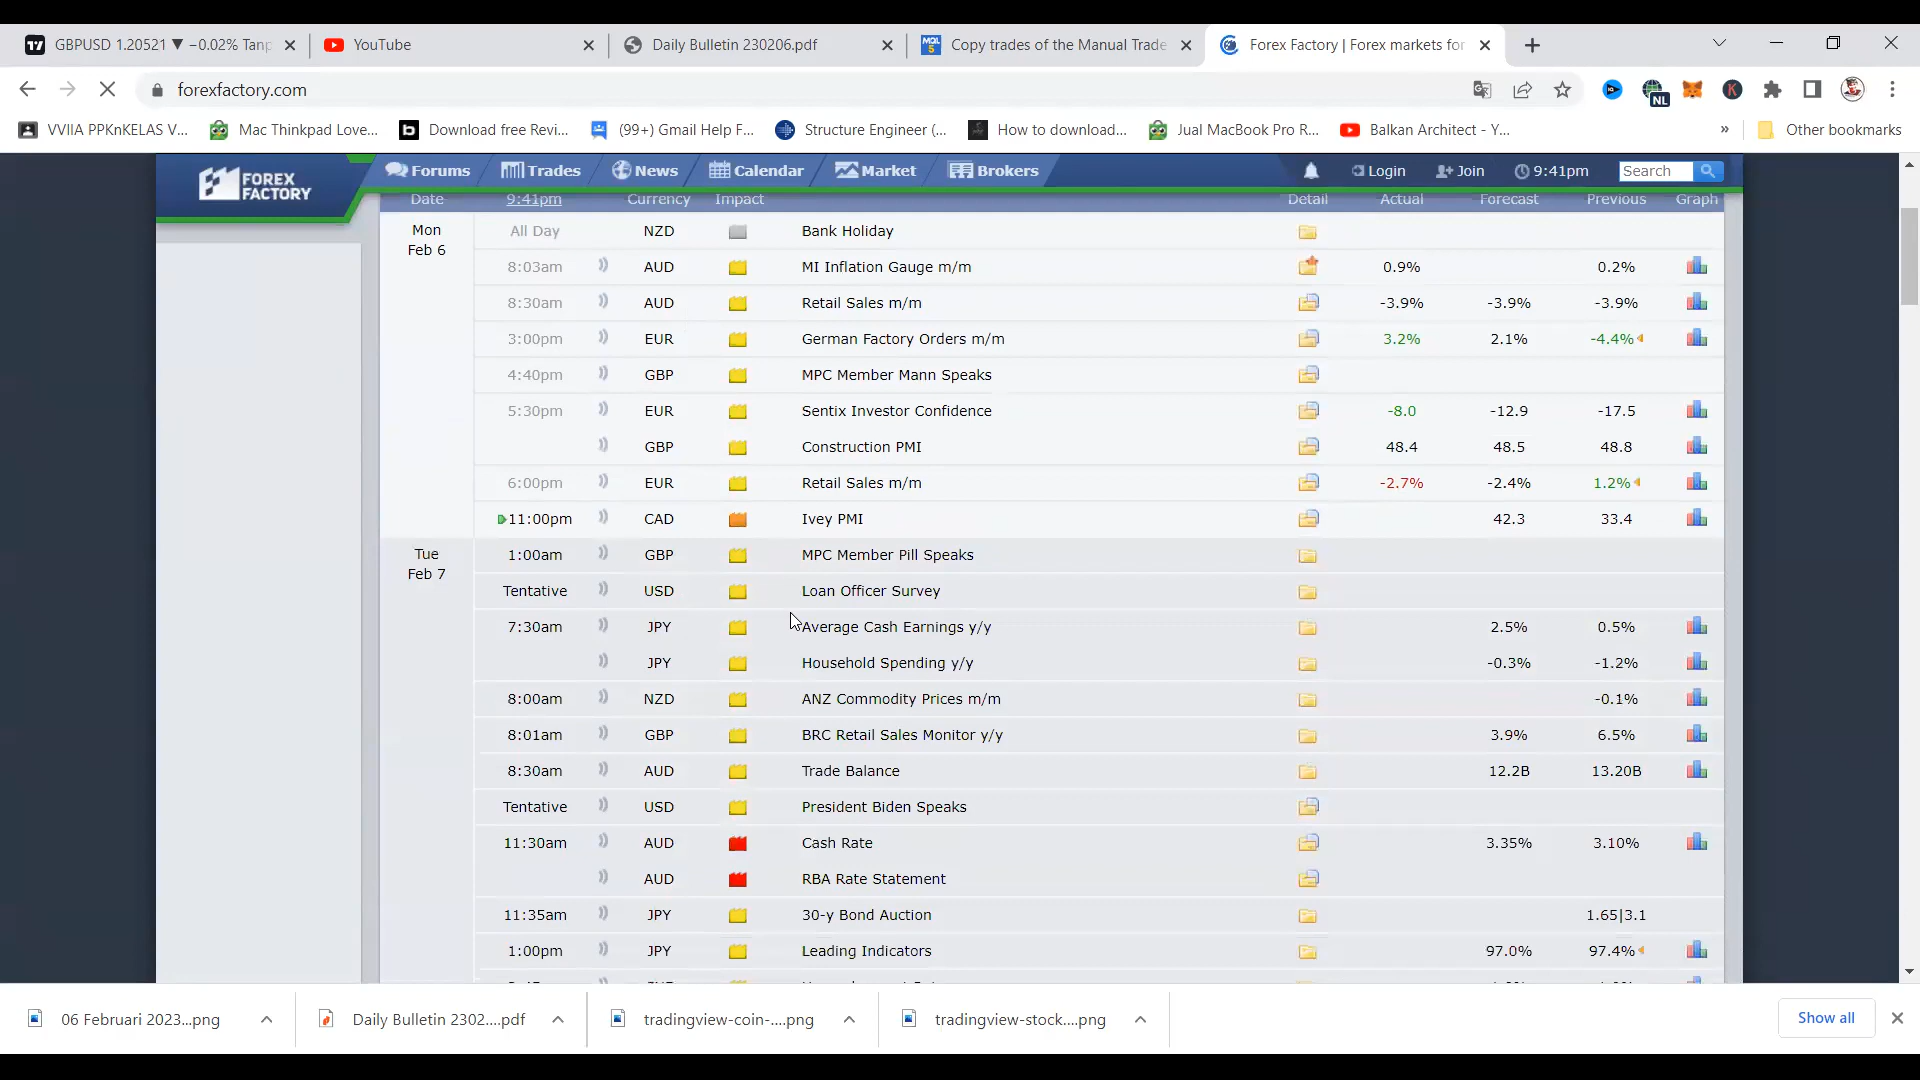 GBPUSD 1.20521 ▼ −0.02% Tanp
YouTube
Daily Bulletin 230206.pdf
Copy trades of the Manual Trade
Forex Factory | Forex markets for
forexfactory.com
NL
VVIIA PPKnKELAS V...
Mac Thinkpad Love...
Download free Revi...
(99+) Gmail Help F...
Structure Engineer (...
How to download...
Jual MacBook Pro R...
Balkan Architect - Y...
»
Other bookmarks
FOREX FACTORY
Forums
Trades
News
Calendar
Market
Brokers
Login
Join
9:41pm
Search
Date 9:41pm Currency Impact Detail Actual Forecast Previous Graph
Mon Feb 6
All Day NZD Bank Holiday
8:03am AUD MI Inflation Gauge m/m 0.9% 0.2%
8:30am AUD Retail Sales m/m -3.9% -3.9% -3.9%
3:00pm EUR German Factory Orders m/m 3.2% 2.1% -4.4%
4:40pm GBP MPC Member Mann Speaks
5:30pm EUR Sentix Investor Confidence -8.0 -12.9 -17.5
GBP Construction PMI 48.4 48.5 48.8
6:00pm EUR Retail Sales m/m -2.7% -2.4% 1.2%
11:00pm CAD Ivey PMI 42.3 33.4
Tue Feb 7
1:00am GBP MPC Member Pill Speaks
Tentative USD Loan Officer Survey
7:30am JPY Average Cash Earnings y/y 2.5% 0.5%
JPY Household Spending y/y -0.3% -1.2%
8:00am NZD ANZ Commodity Prices m/m -0.1%
8:01am GBP BRC Retail Sales Monitor y/y 3.9% 6.5%
8:30am AUD Trade Balance 12.2B 13.20B
Tentative USD President Biden Speaks
11:30am AUD Cash Rate 3.35% 3.10%
AUD RBA Rate Statement
11:35am JPY 30-y Bond Auction 1.65|3.1
1:00pm JPY Leading Indicators 97.0% 97.4%
06 Februari 2023...png
Daily Bulletin 2302....pdf
tradingview-coin-....png
tradingview-stock....png
Show all